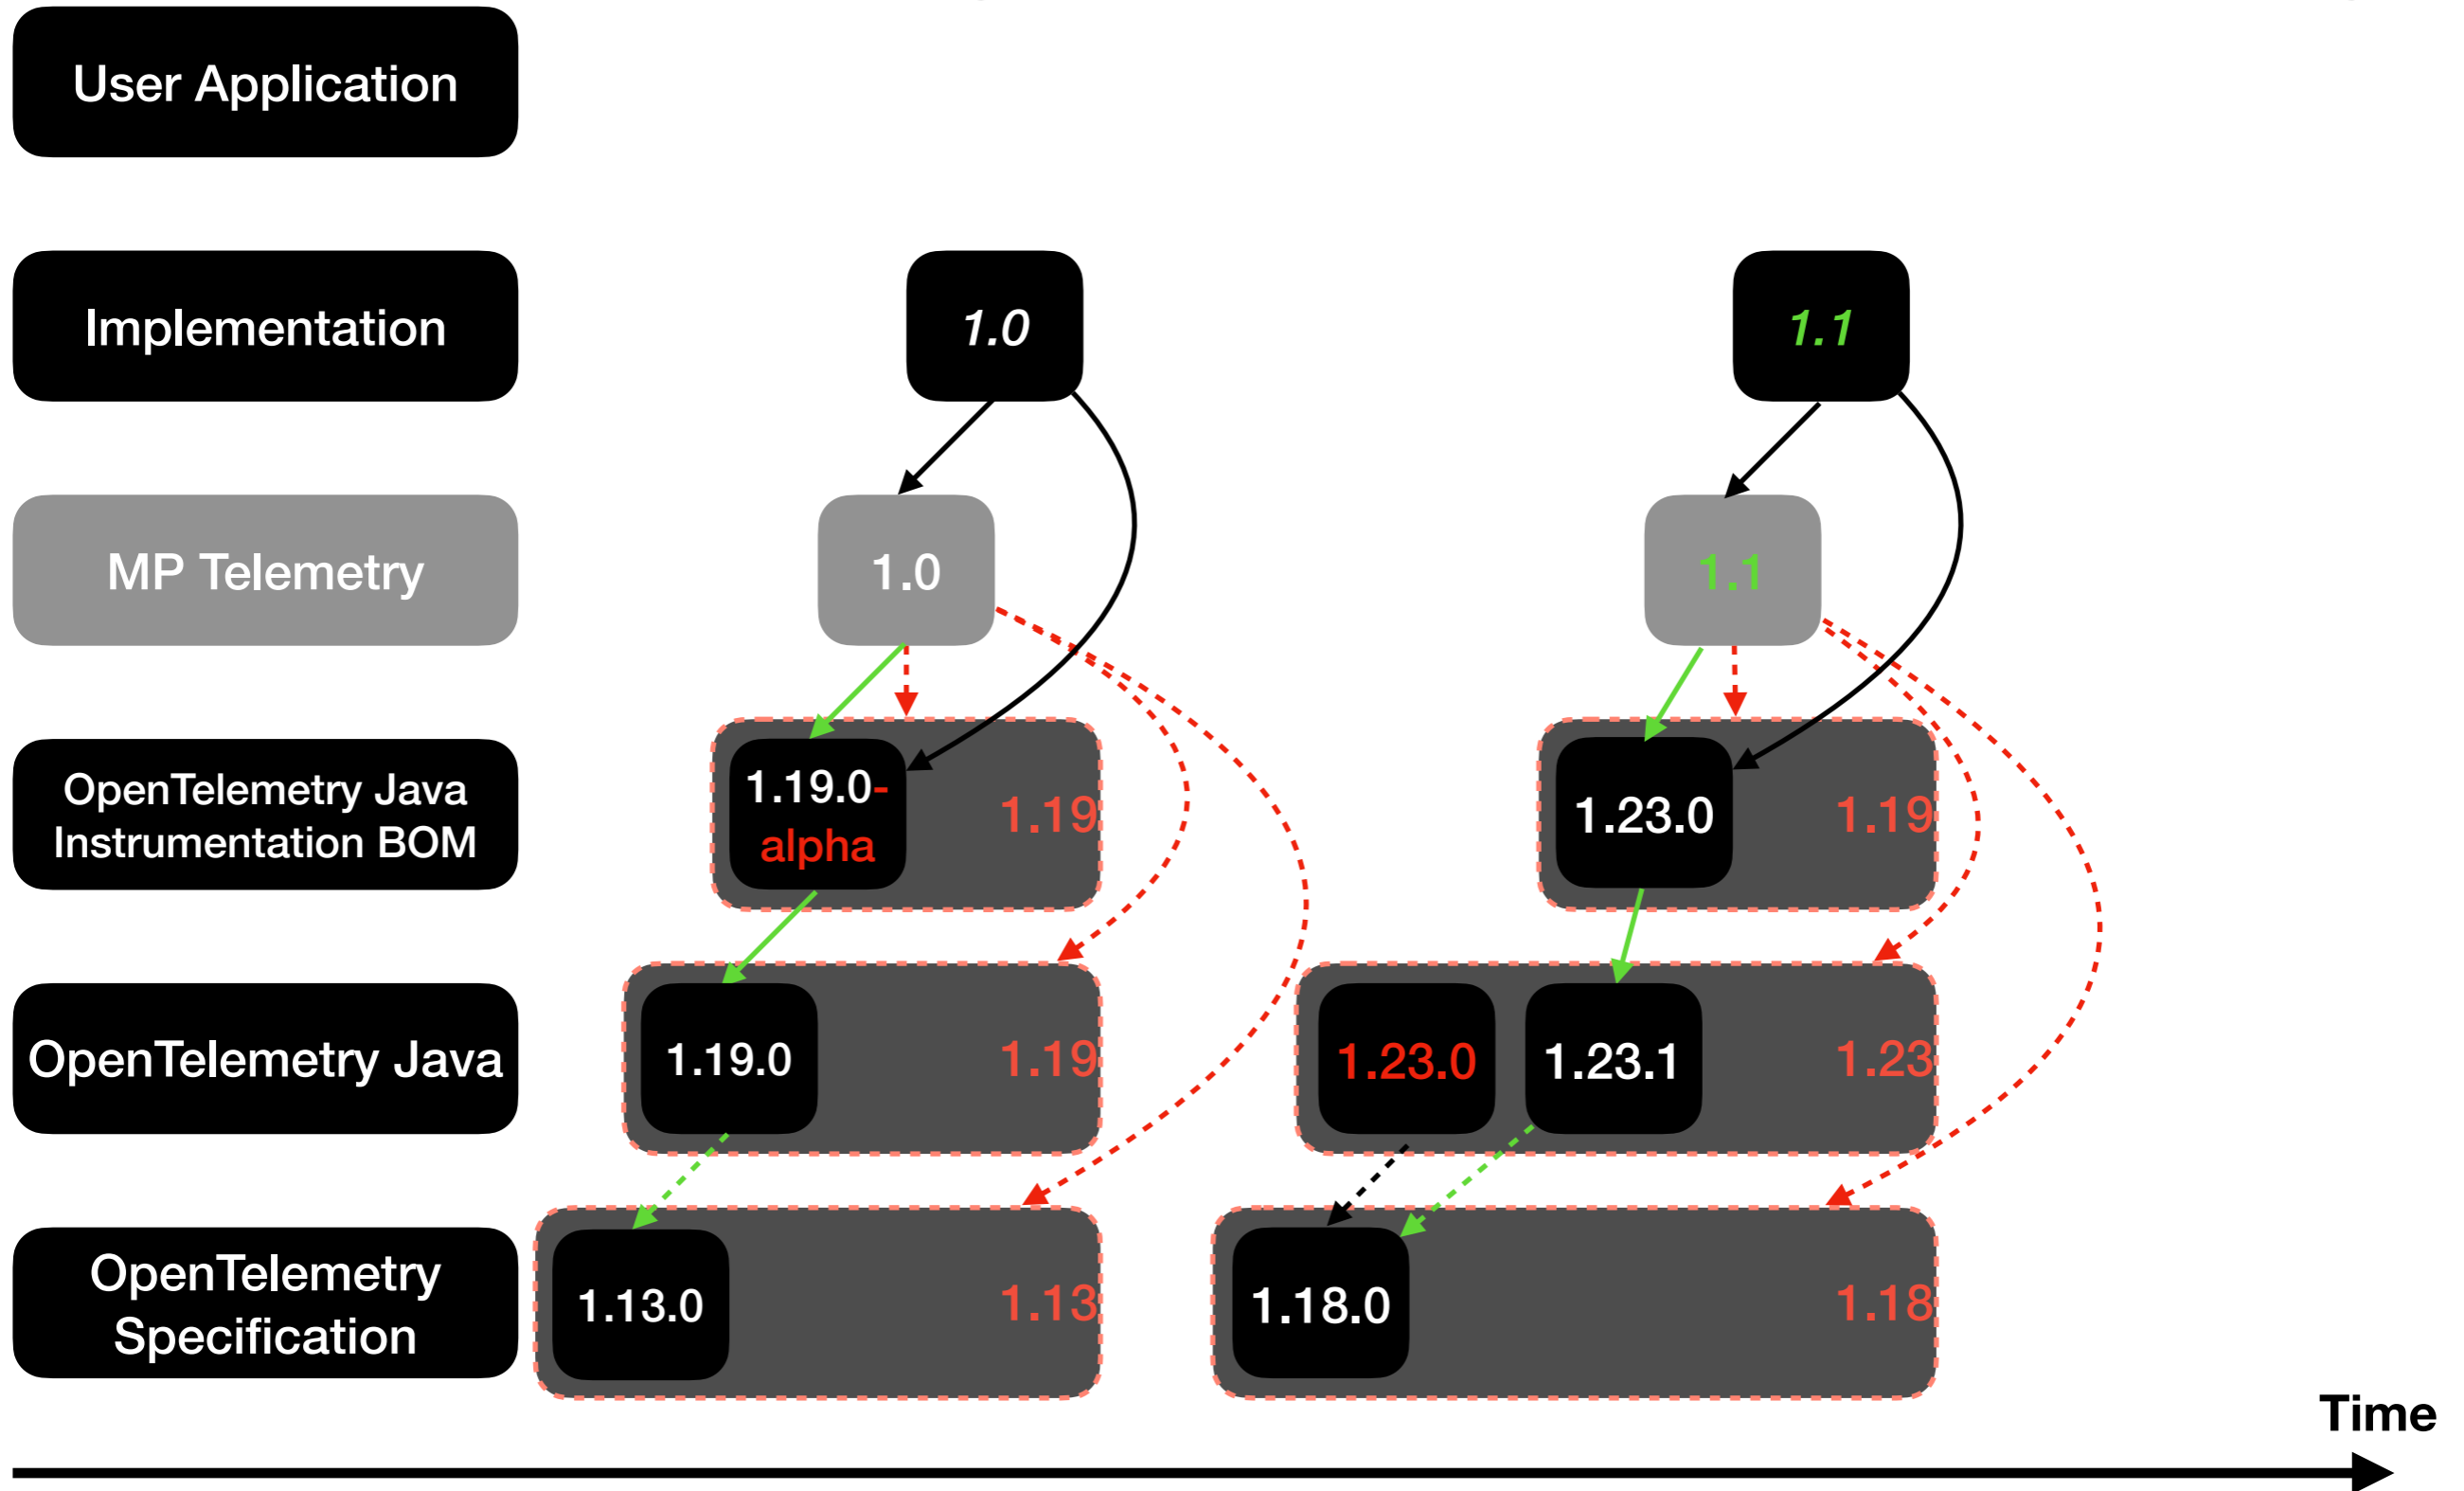 User Application
Implementation
1.0
1.1
MP Telemetry
1.0
1.1
OpenTelemetry Java
Instrumentation BOM
1.19.0-
alpha
1.19
1.23.0
1.19
OpenTelemetry Java
1.19.0
1.19
1.23.0
1.23.1
1.23
OpenTelemetry
Specification
1.13.0
1.13
1.18.0
1.18
Time